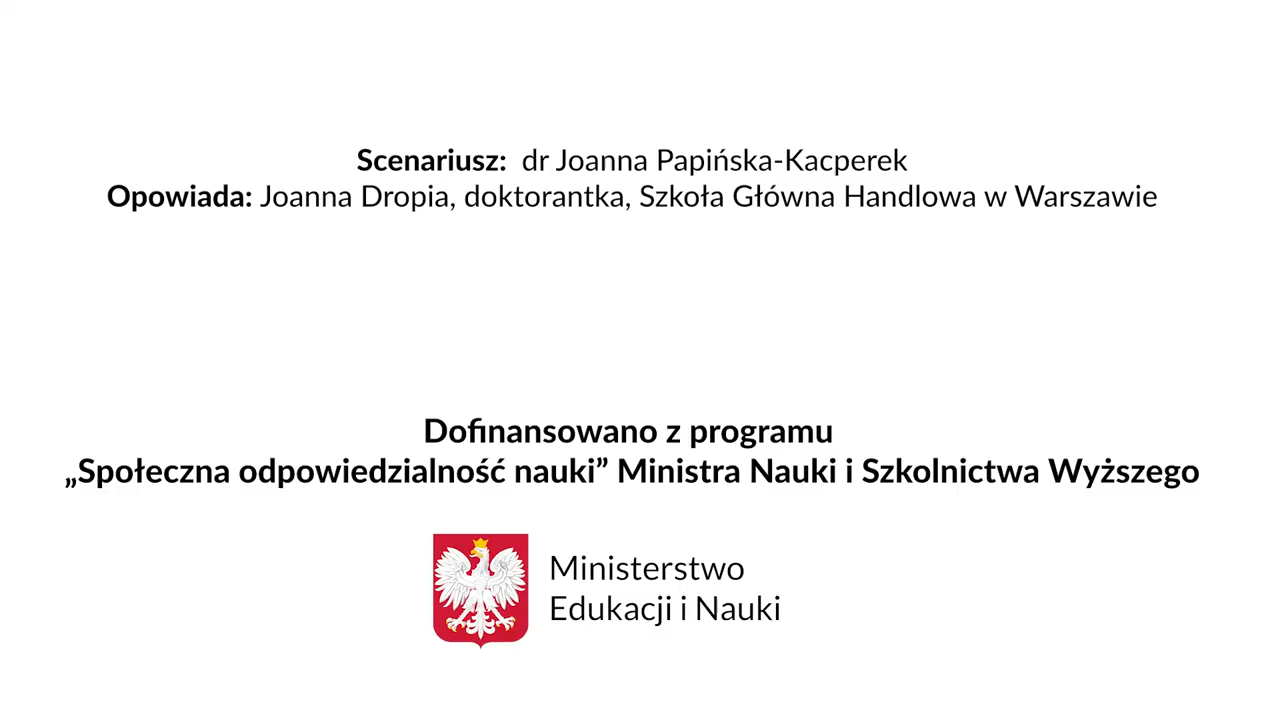 Scenariusz: dr Joanna Papińska-Kacperek
Opowiada: Joanna Dropia, doktorantka, Szkoła Główna Handlowa w Warszawie
Dofinansowano z programu
„Społeczna odpowiedzialność nauki” Ministra Nauki i Szkolnictwa Wyższego
Ministerstwo
Edukacji i Nauki